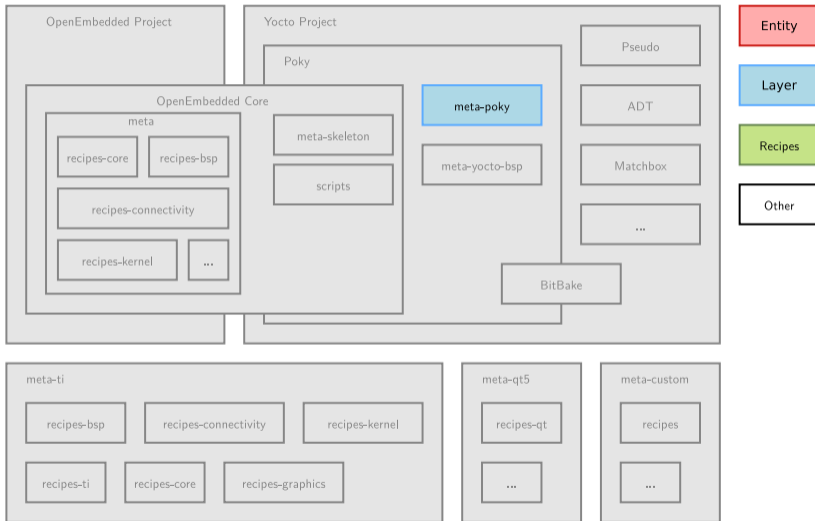 OpenEmbedded Project
Yocto Project
Poky
OpenEmbedded Core
meta
recipes-core
recipes-bsp
recipes-connectivity
recipes-kernel
...
meta-skeleton
scripts
meta-poky
meta-yocto-bsp
BitBake
Pseudo
ADT
Matchbox
...
Entity
Layer
Recipes
Other
meta-ti
recipes-bsp
recipes-connectivity
recipes-kernel
recipes-ti
recipes-core
recipes-graphics
meta-qt5
recipes-qt
...
meta-custom
recipes
...